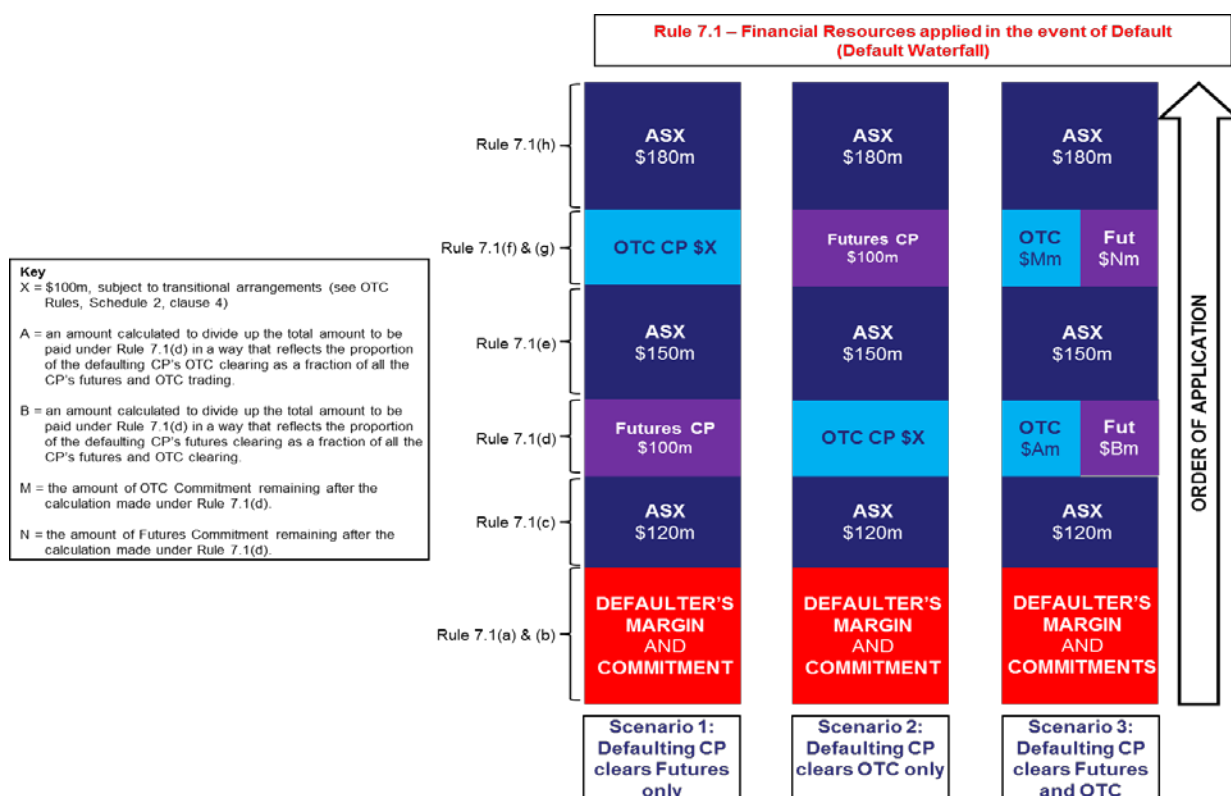 Rule 7.1 – Financial Resources applied in the event of Default
(Default Waterfall)
Rule 7.1(h)
ASX
$180m
ASX
$180m
ASX
$180m
Rule 7.1(f) & (g)
OTC CP $X
Futures CP
$100m
OTC
$Mm
Fut
$Nm
Rule 7.1(e)
ASX
$150m
ASX
$150m
ASX
$150m
Rule 7.1(d)
Futures CP
$100m
OTC CP $X
OTC
$Am
Fut
$Bm
Rule 7.1(c)
ASX
$120m
ASX
$120m
ASX
$120m
Rule 7.1(a) & (b)
DEFAULTER'S
MARGIN
AND
COMMITMENT
DEFAULTER'S
MARGIN
AND
COMMITMENT
DEFAULTER'S
MARGIN
AND
COMMITMENTS
Scenario 1:
Defaulting CP
clears Futures
only
Scenario 2:
Defaulting CP
clears OTC only
Scenario 3:
Defaulting CP
clears Futures
and OTC
ORDER OF APPLICATION
Key
X = $100m, subject to transitional arrangements (see OTC
Rules, Schedule 2, clause 4)
A = an amount calculated to divide up the total amount to be
paid under Rule 7.1(d) in a way that reflects the proportion
of the defaulting CP's OTC clearing as a fraction of all the
CP's futures and OTC trading.
B = an amount calculated to divide up the total amount to be
paid under Rule 7.1(d) in a way that reflects the proportion
of the defaulting CP's futures clearing as a fraction of all the
CP's futures and OTC clearing.
M = the amount of OTC Commitment remaining after the
calculation made under Rule 7.1(d).
N = the amount of Futures Commitment remaining after the
calculation made under Rule 7.1(d).